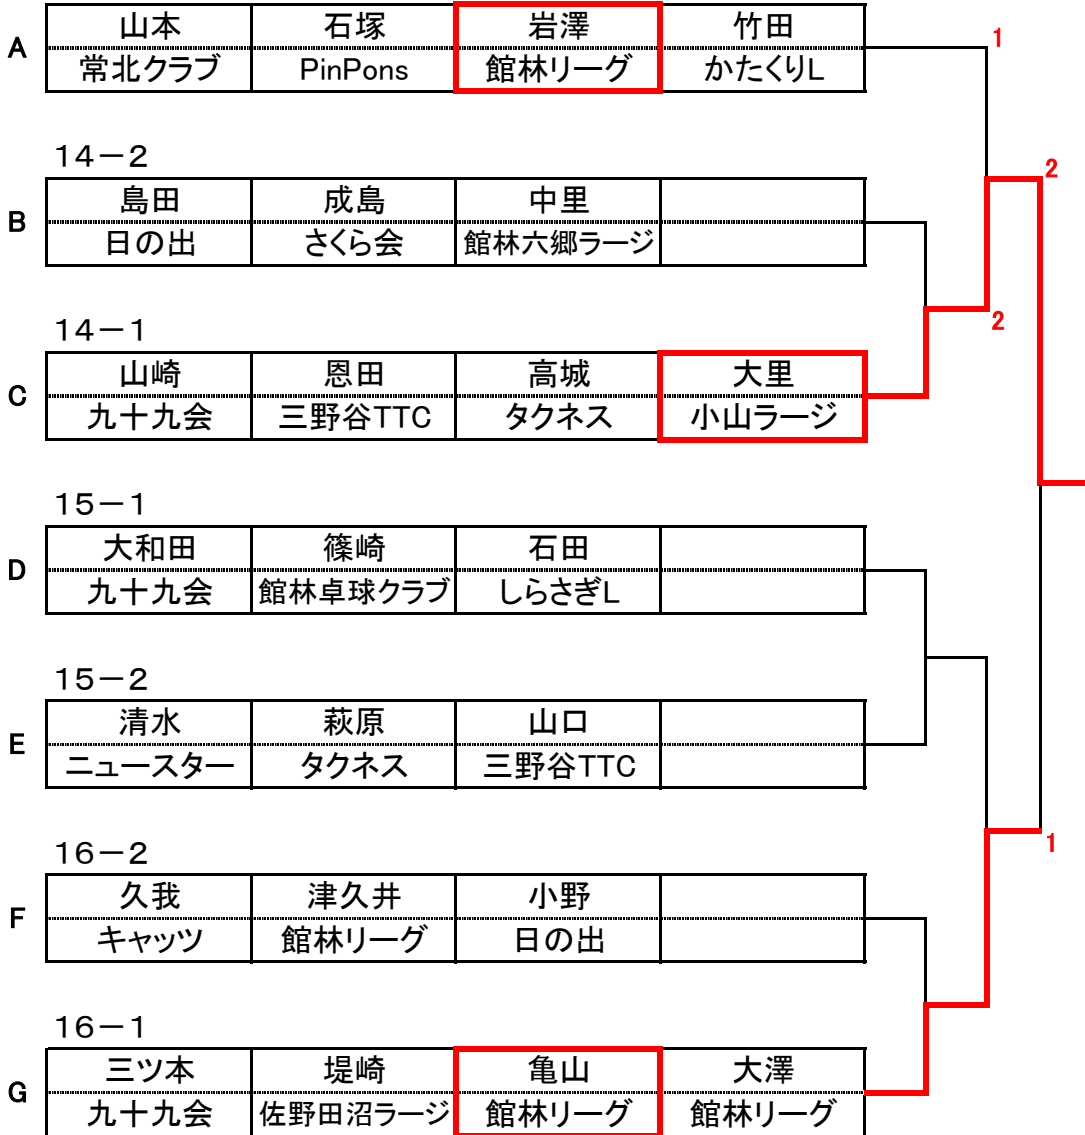 A 山本 石塚 岩澤 竹田 1
常北クラブ PinPons 館林リーグ かたくりL
14－2 2
B 島田 成島 中里
日の出 さくら会 館林六郷ラージ
14－1 2
C 山崎 恩田 高城 大里
九十九会 三野谷TTC タクネス 小山ラージ
15－1
D 大和田 篠崎 石田
九十九会 館林卓球クラブ しらさぎL
15－2
E 清水 萩原 山口
ニュースター タクネス 三野谷TTC
16－2 1
F 久我 津久井 小野
キャッツ 館林リーグ 日の出
16－1
G 三ツ本 堤崎 亀山 大澤
九十九会 佐野田沼ラージ 館林リーグ 館林リーグ